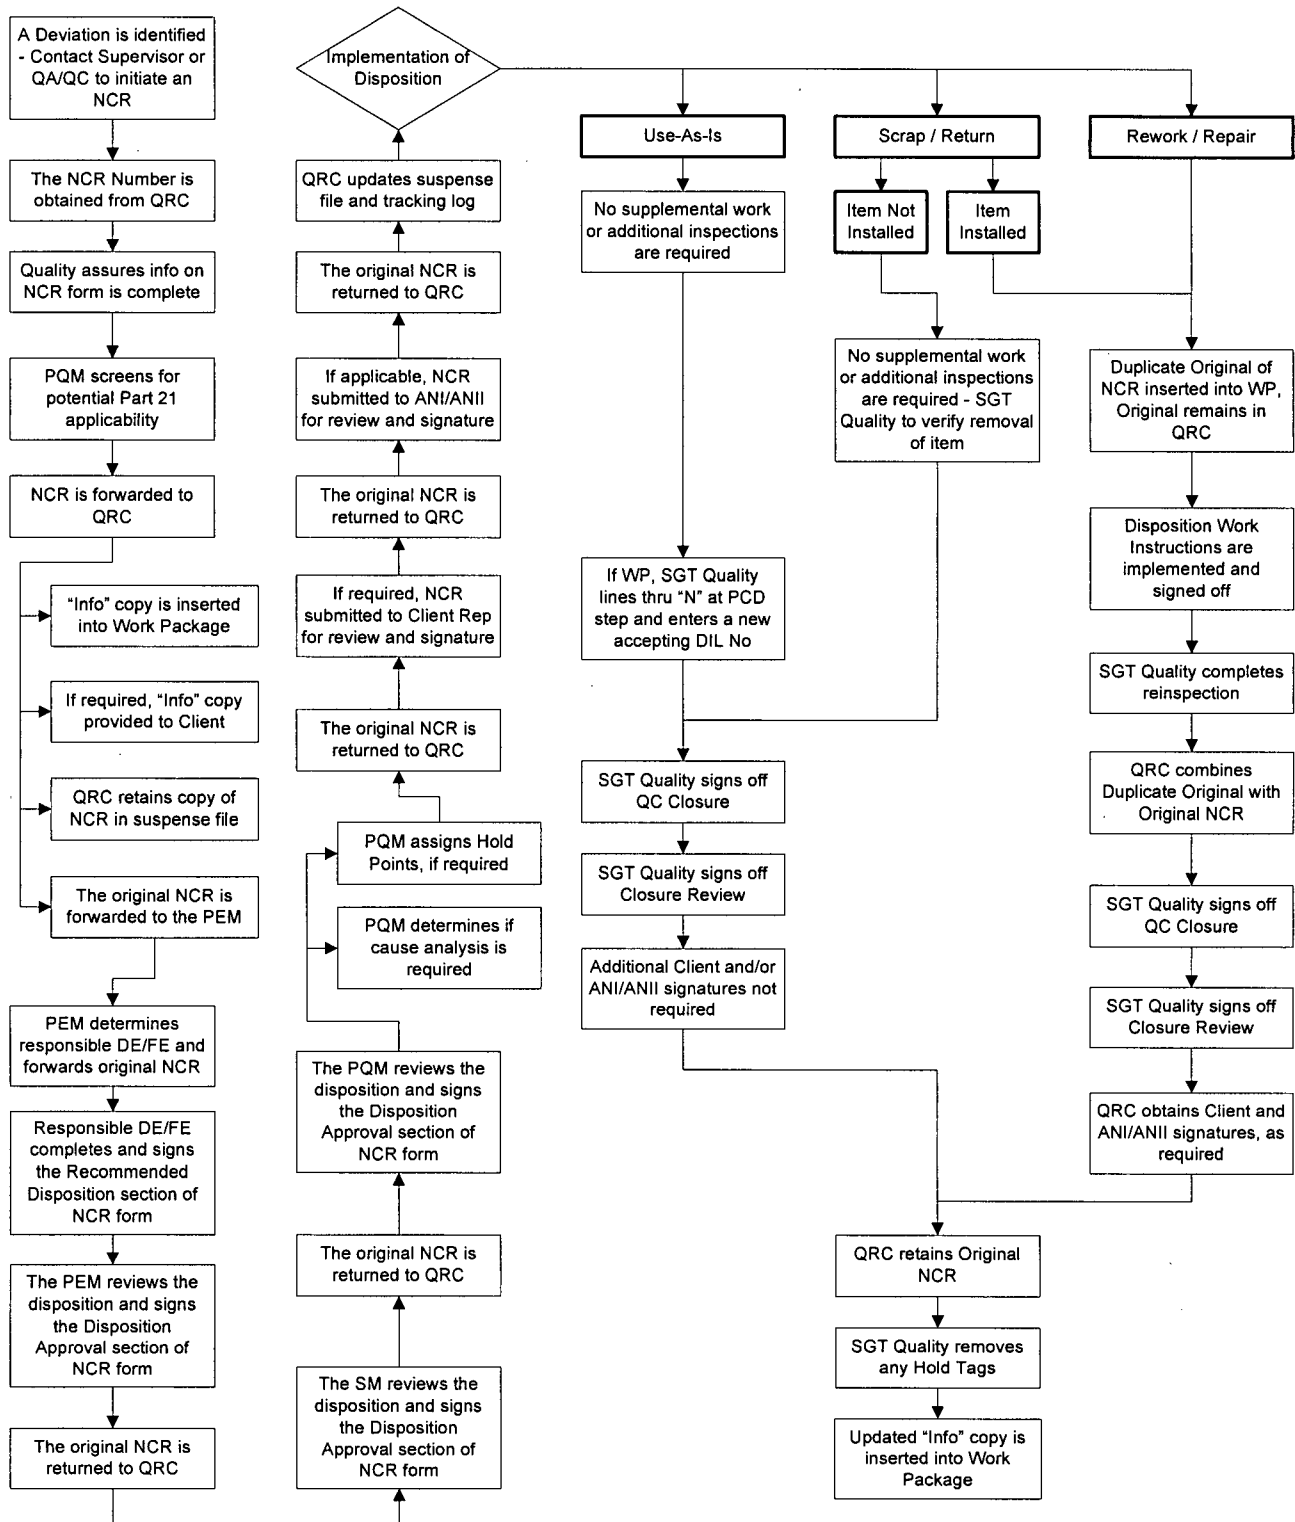 A Deviation is identified
- Contact Supervisor or
QA/QC to initiate an
NCR
The NCR Number is
obtained from QRC
Quality assures info on
NCR form is complete
PQM screens for
potential Part 21
applicability
NCR is forwarded to
QRC
“Info” copy is inserted
into Work Package
If required, “Info” copy
provided to Client
QRC retains copy of
NCR in suspense file
The original NCR is
forwarded to the PEM
PEM determines
responsible DE/FE and
forwards original NCR
Responsible DE/FE
completes and signs
the Recommended
Disposition section of
NCR form
The PEM reviews the
disposition and signs
the Disposition
Approval section of
NCR form
The original NCR is
returned to QRC
The SM reviews the
disposition and signs
the Disposition
Approval section of
NCR form
The original NCR is
returned to QRC
The PQM reviews the
disposition and signs
the Disposition
Approval section of
NCR form
PQM determines if
cause analysis is
required
PQM assigns Hold
Points, if required
The original NCR is
returned to QRC
If required, NCR
submitted to Client Rep
for review and signature
The original NCR is
returned to QRC
If applicable, NCR
submitted to ANI/ANII
for review and signature
The original NCR is
returned to QRC
QRC updates suspense
file and tracking log
Implementation of
Disposition
Use-As-Is
No supplemental work
or additional inspections
are required
If WP, SGT Quality
lines thru “N” at PCD
step and enters a new
accepting DIL No
SGT Quality signs off
QC Closure
SGT Quality signs off
Closure Review
Additional Client and/or
ANI/ANII signatures not
required
Scrap / Return
Item Not
Installed
Item
Installed
No supplemental work
or additional inspections
are required - SGT
Quality to verify removal
of item
Rework / Repair
Duplicate Original of
NCR inserted into WP,
Original remains in
QRC
Disposition Work
Instructions are
implemented and
signed off
SGT Quality completes
reinspection
QRC combines
Duplicate Original with
Original NCR
SGT Quality signs off
QC Closure
SGT Quality signs off
Closure Review
QRC obtains Client and
ANI/ANII signatures, as
required
QRC retains Original
NCR
SGT Quality removes
any Hold Tags
Updated “Info” copy is
inserted into Work
Package